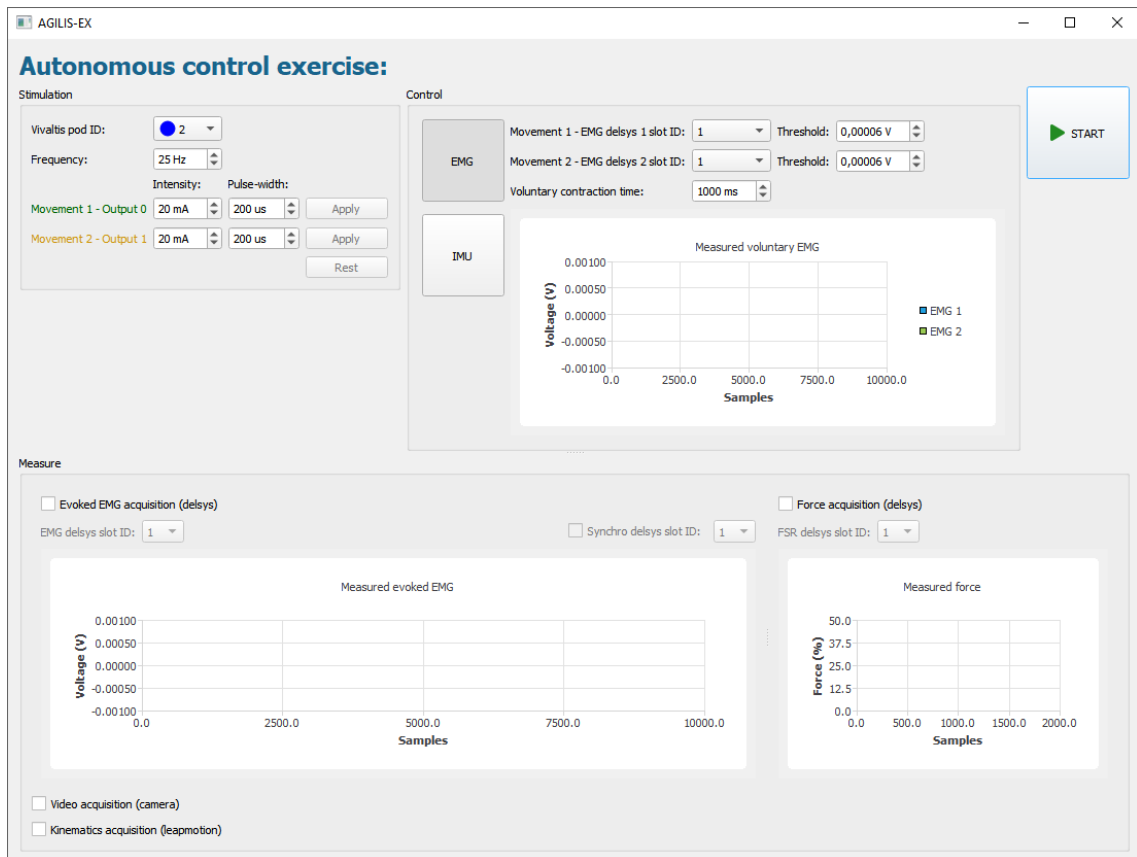 AGILIS-EX
Autonomous control exercise:
Stimulation
Vivaltis pod ID: 2
Frequency: 25 Hz
Intensity: Pulse-width:
Movement 1 - Output 0 20 mA 200 us Apply
Movement 2 - Output 1 20 mA 200 us Apply
Rest
Control
EMG
IMU
Movement 1 - EMG delsys 1 slot ID: 1 Threshold: 0,00006 V
Movement 2 - EMG delsys 2 slot ID: 1 Threshold: 0,00006 V
Voluntary contraction time: 1000 ms
Measured voluntary EMG
Voltage (V)
0.00100
0.00050
0.00000
-0.00050
-0.00100
0.0 2500.0 5000.0 7500.0 10000.0
Samples
EMG 1
EMG 2
START
Measure
Evoked EMG acquisition (delsys)
EMG delsys slot ID: 1 Synchro delsys slot ID: 1
Measured evoked EMG
Voltage (V)
0.00100
0.00050
0.00000
-0.00050
-0.00100
0.0 2500.0 5000.0 7500.0 10000.0
Samples
Force acquisition (delsys)
FSR delsys slot ID: 1
Measured force
Force (%)
50.0
37.5
25.0
12.5
0.0
0.0 500.0 1000.0 1500.0 2000.0
Samples
Video acquisition (camera)
Kinematics acquisition (leapmotion)